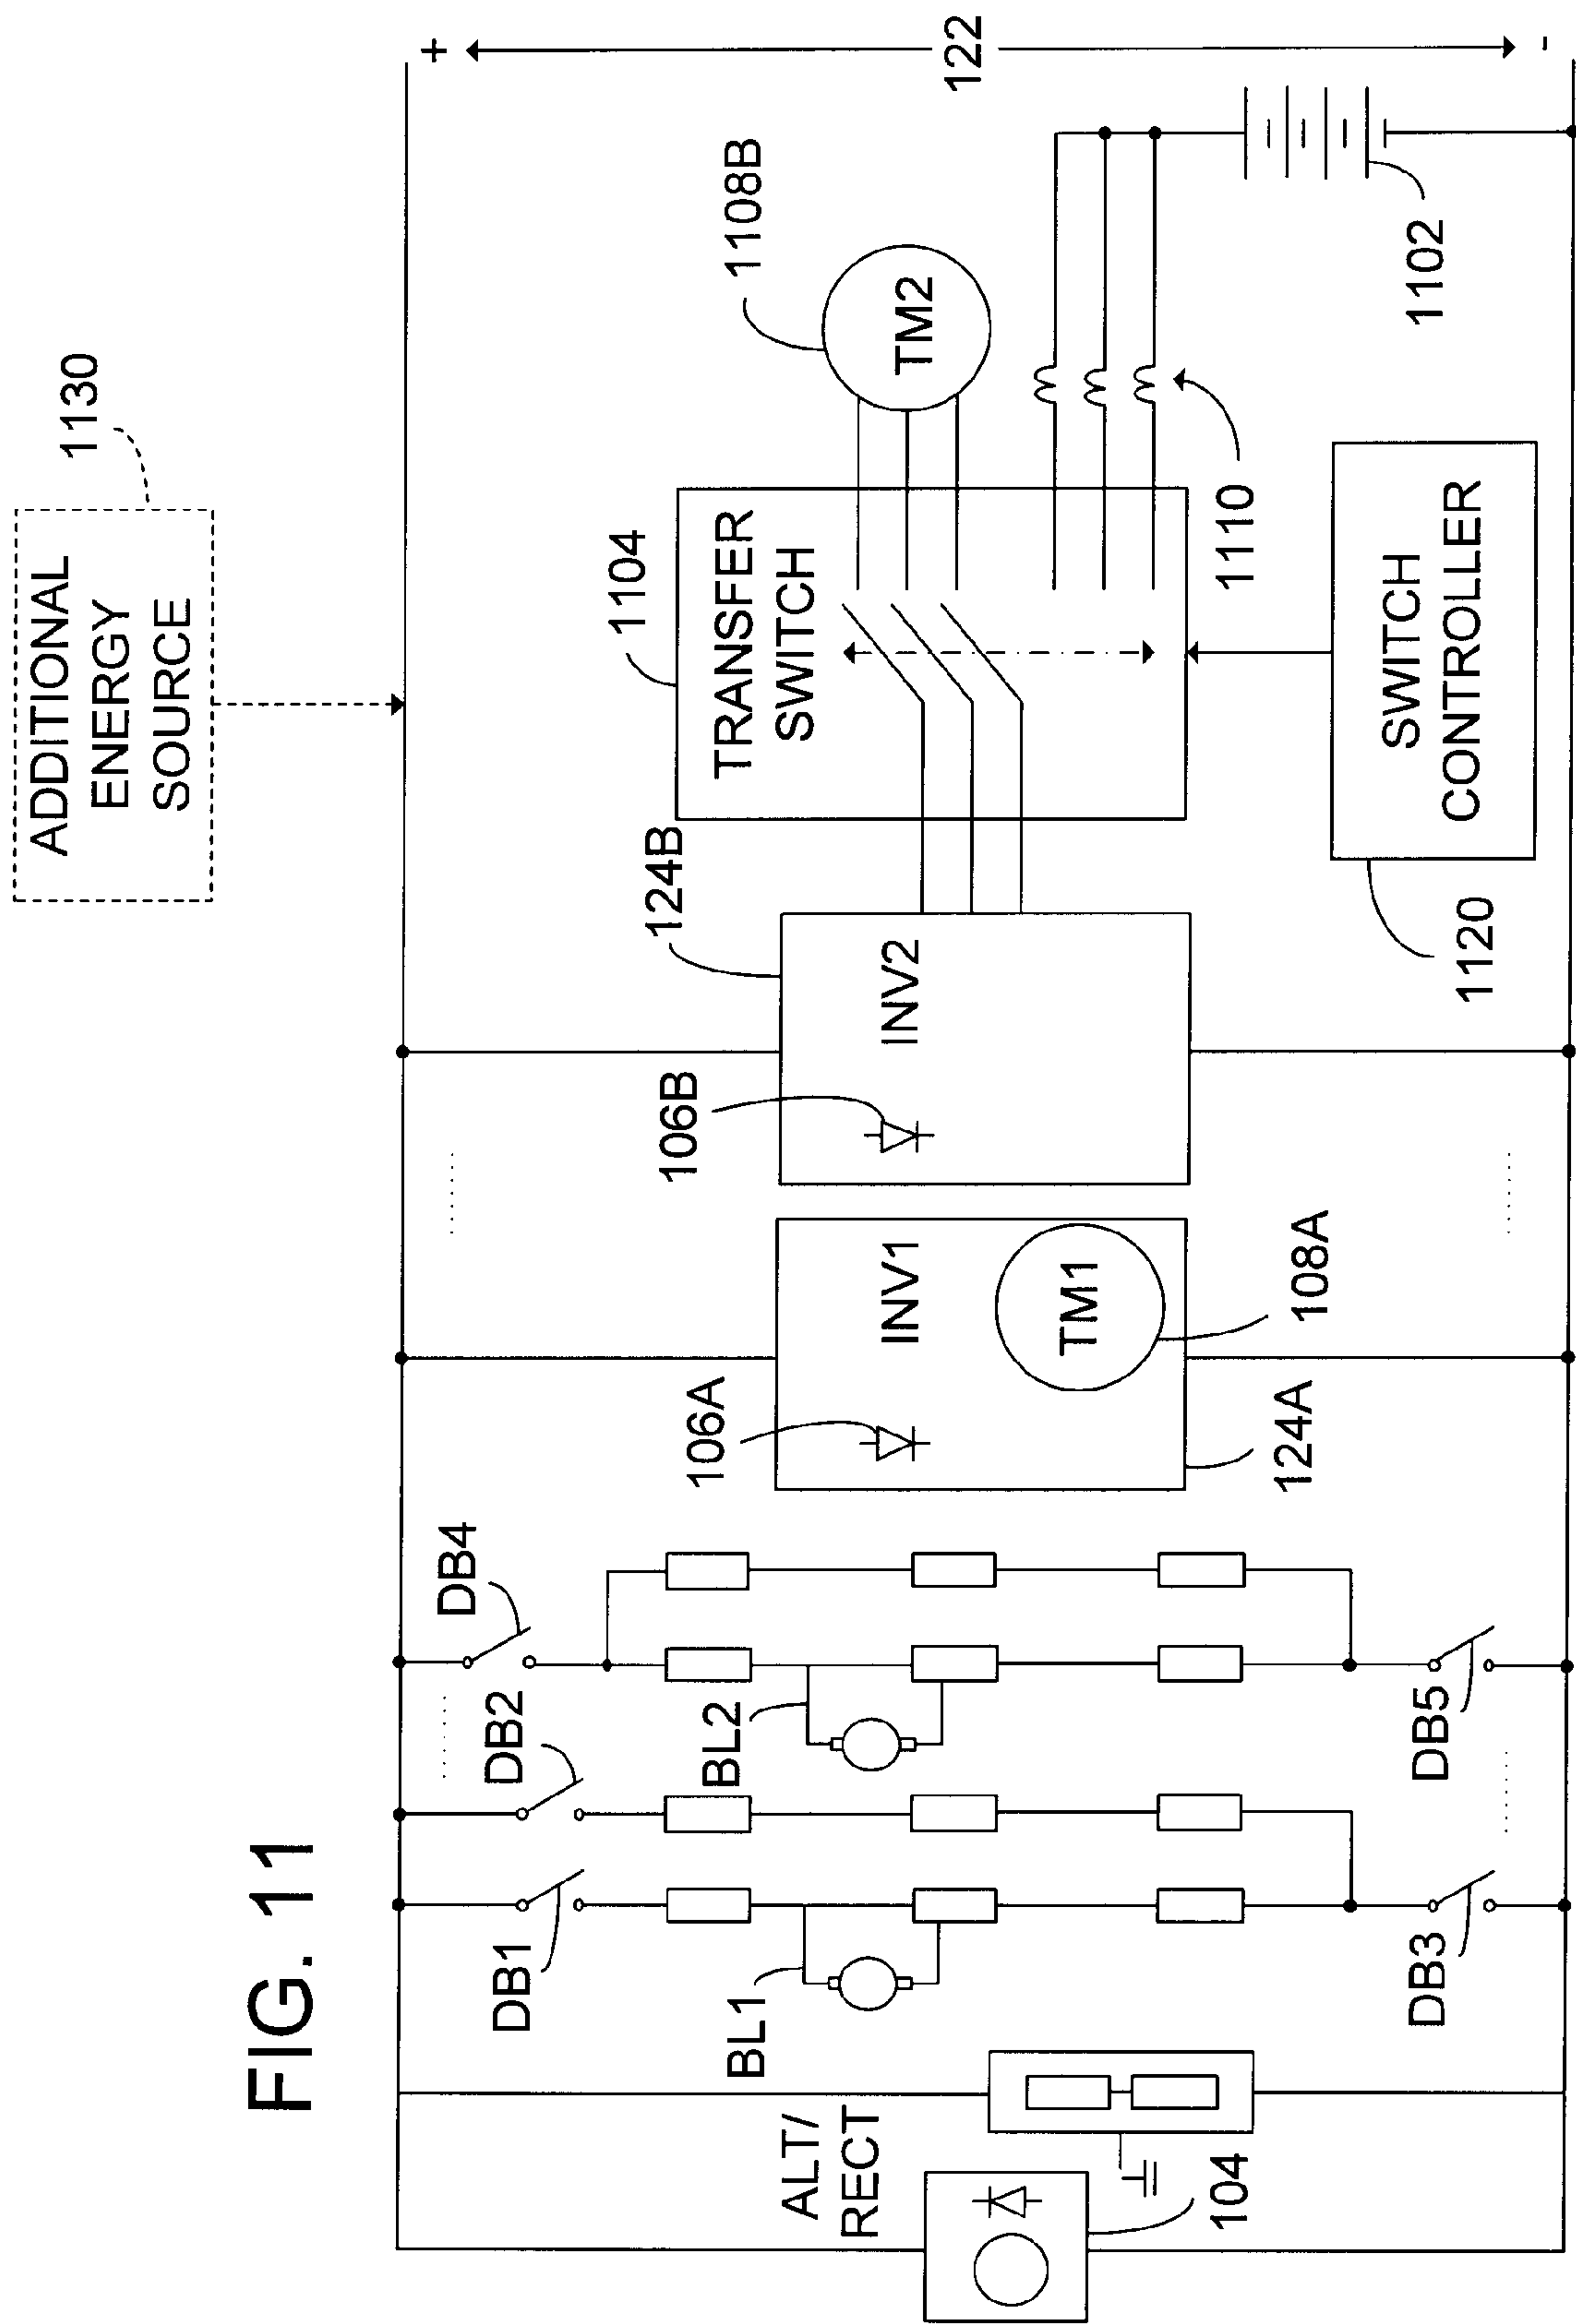 FIG. 11
ADDITIONAL
ENERGY
SOURCE
1130
+
122
-
ALT/
RECT
104
BL1
DB1
DB2
DB3
BL2
DB4
DB5
106A
INV1
TM1
108A
124A
106B
INV2
124B
1104
TRANSFER
SWITCH
TM2
1108B
1110
1102
SWITCH
CONTROLLER
1120